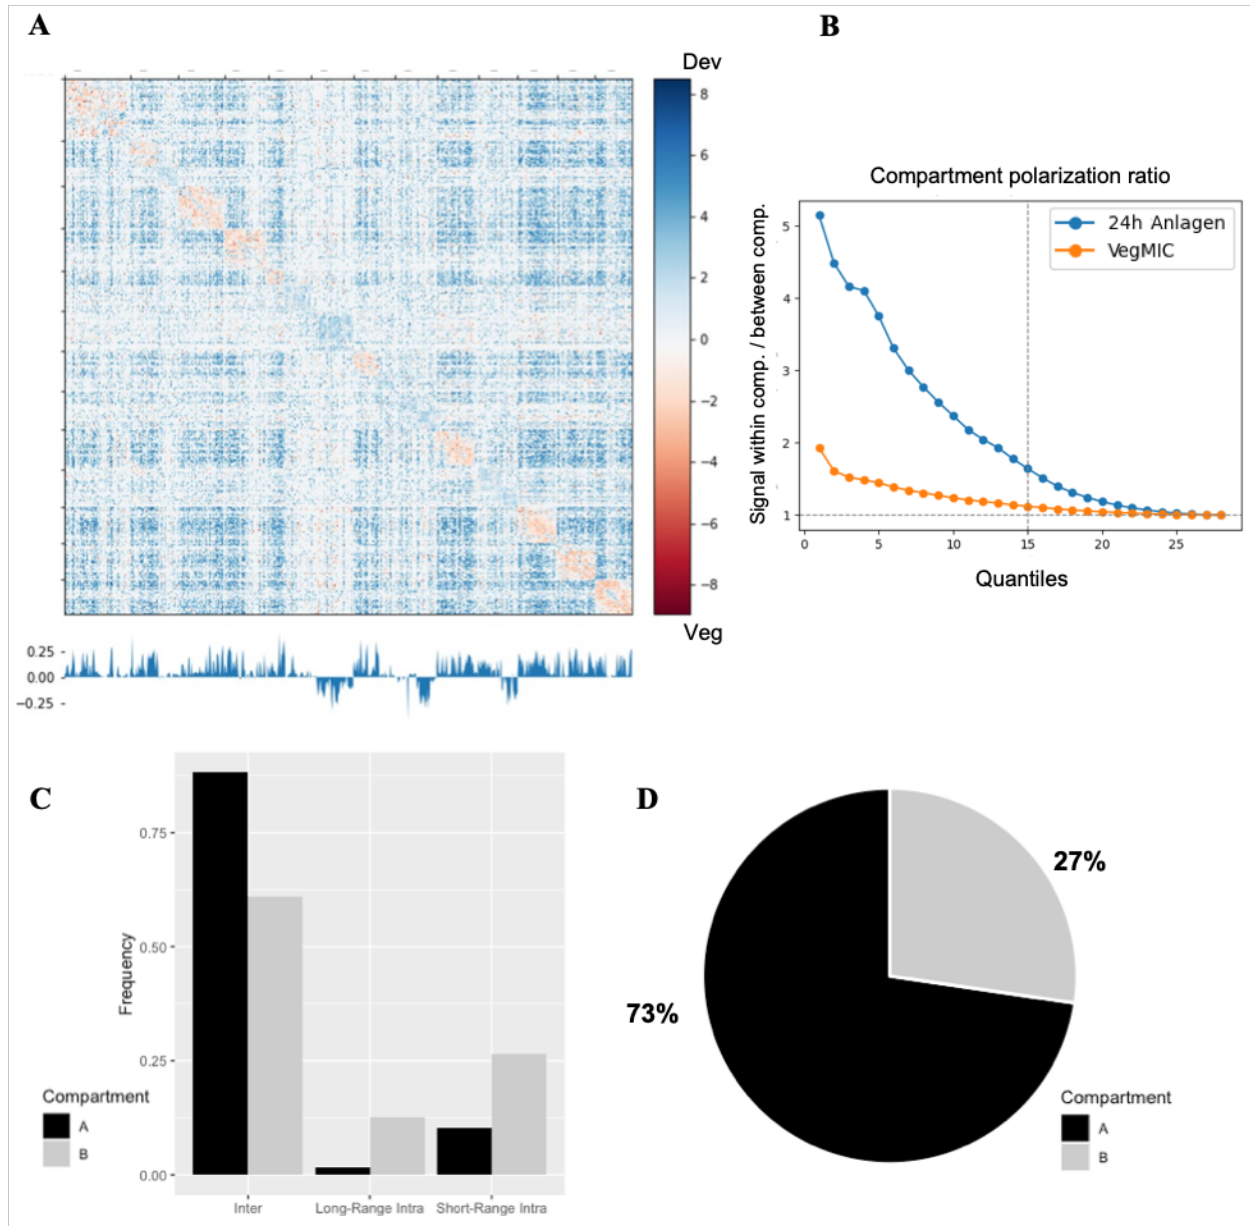 A
B
Dev
8
6
4
2
0
−2
−4
−6
−8
Veg
0.25
0.00
−0.25
Compartment polarization ratio
24h Anlagen
VegMIC
Signal within comp. / between comp.
5
4
3
2
1
0
5
10
15
20
25
Quantiles
C
Frequency
0.75
0.50
0.25
0.00
Inter
Long-Range Intra
Short-Range Intra
Compartment
A
B
D
27%
73%
Compartment
A
B